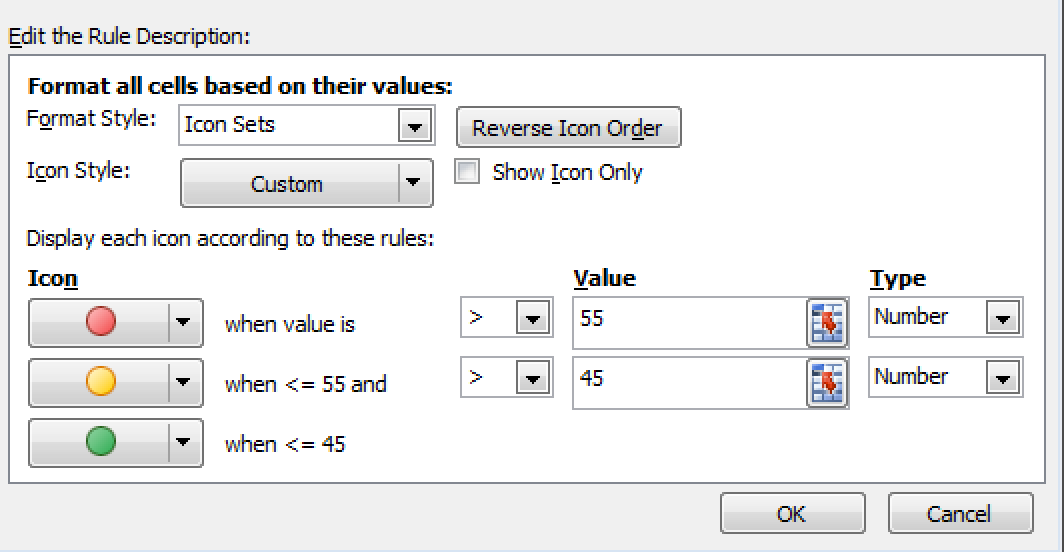 Edit the Rule Description:
Format all cells based on their values:
Format Style: Icon Sets Reverse Icon Order
Icon Style: Custom Show Icon Only
Display each icon according to these rules:
Icon Value Type
when value is > 55 Number
when <= 55 and > 45 Number
when <= 45
OK Cancel